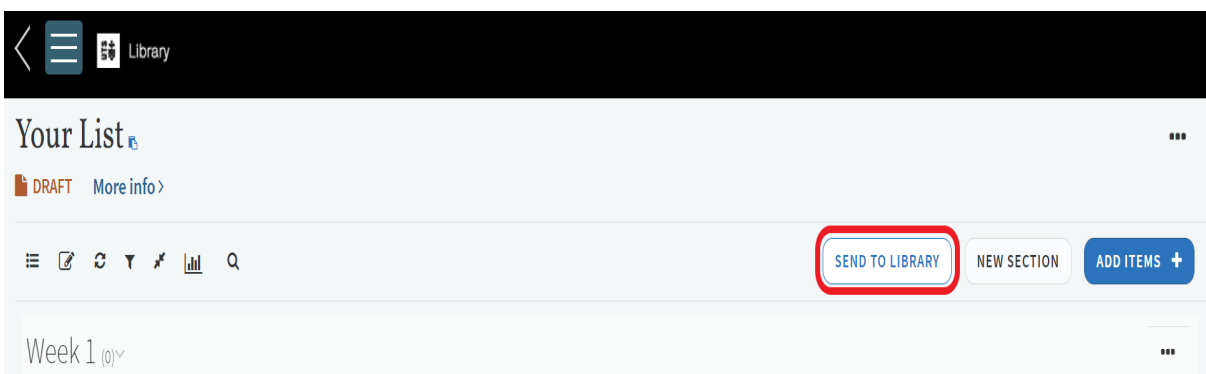 Library
Your List
DRAFT More info >
SEND TO LIBRARY NEW SECTION ADD ITEMS +
Week 1 (0)